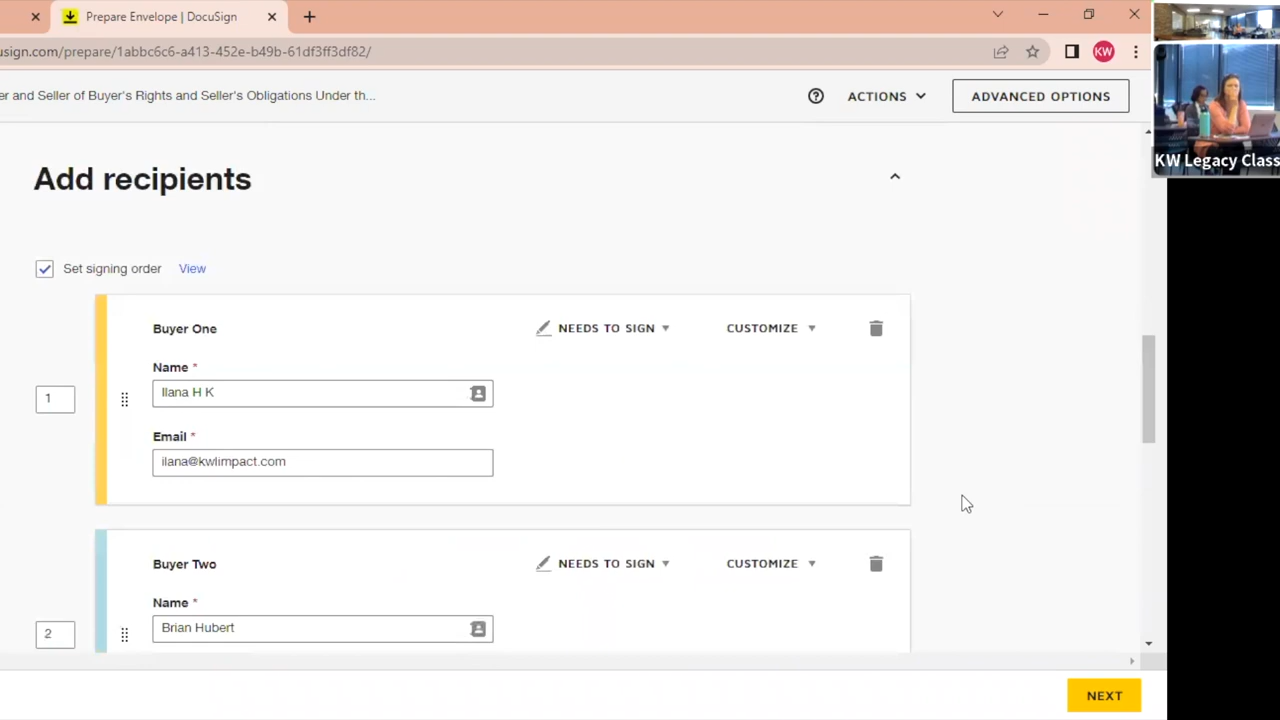 Prepare Envelope | DocuSign
usign.com/prepare/1abbc6c6-a413-452e-b49b-61df3ff3df82/
KW
er and Seller of Buyer's Rights and Seller's Obligations Under th...
ACTIONS
ADVANCED OPTIONS
KW Legacy Class
Add recipients
Set signing order View
Buyer One
NEEDS TO SIGN
CUSTOMIZE
Name *
Ilana H K
1
Email *
ilana@kwlimpact.com
Buyer Two
NEEDS TO SIGN
CUSTOMIZE
Name *
Brian Hubert
2
NEXT